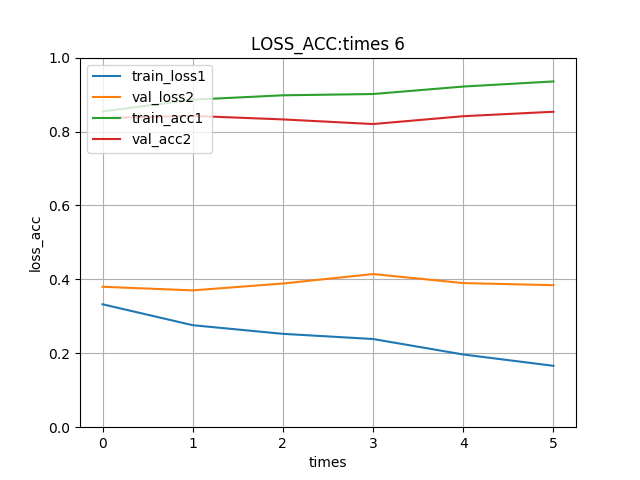 LOSS_ACC:times 6
train_loss1
val_loss2
train_acc1
val_acc2
loss_acc
1.0
0.8
0.6
0.4
0.2
0.0
0 1 2 3 4 5
times